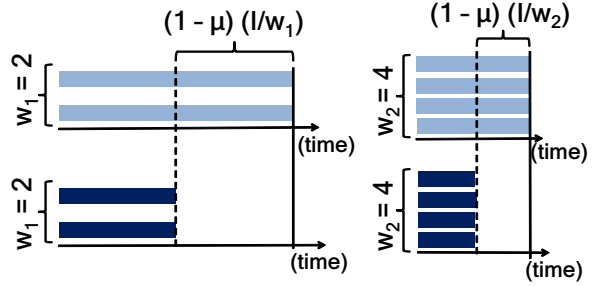 (1 - μ) (l/w₁)
(1 - μ) (l/w₂)
w₁ = 2
(time)
w₂ = 4
(time)
w₁ = 2
(time)
w₂ = 4
(time)